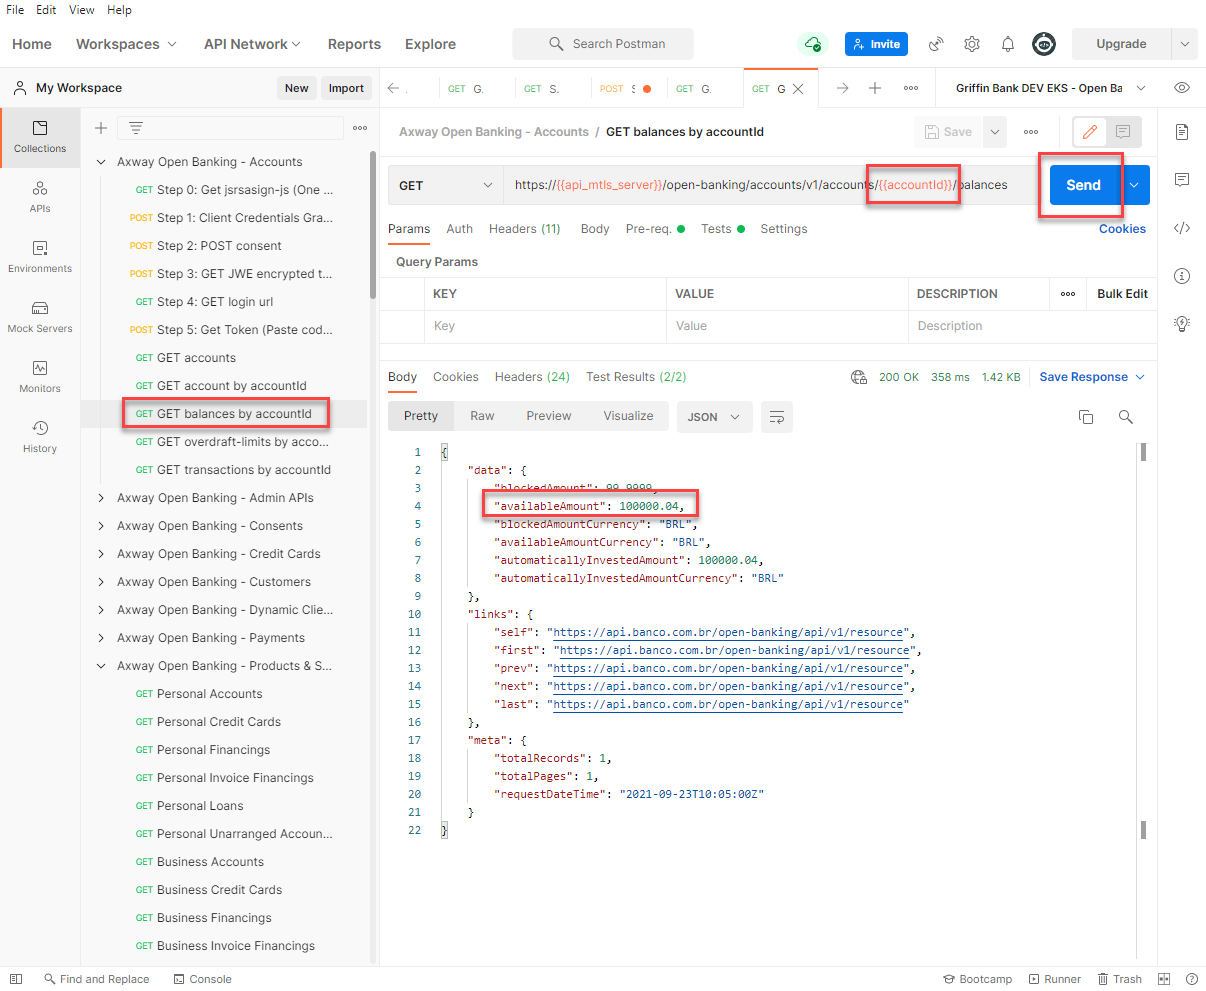 File Edit View Help
Home Workspaces API Network Reports Explore Search Postman Invite Upgrade
My Workspace New Import GET G. GET S. POST S GET G. GET G Griffin Bank DEV EKS - Open Ba
Axway Open Banking - Accounts / GET balances by accountId Save
GET https://{{api_mtls_server}}/open-banking/accounts/v1/accounts/{{accountId}}/balances Send
Params Auth Headers (11) Body Pre-req. Tests Settings Cookies
Query Params
KEY VALUE DESCRIPTION Bulk Edit
Key Value Description
Body Cookies Headers (24) Test Results (2/2) 200 OK 358 ms 1.42 KB Save Response
Pretty Raw Preview Visualize JSON
1 {
2 "data": {
3 "blockedAmount": 99.9999,
4 "availableAmount": 100000.04,
5 "blockedAmountCurrency": "BRL",
6 "availableAmountCurrency": "BRL",
7 "automaticallyInvestedAmount": 100000.04,
8 "automaticallyInvestedAmountCurrency": "BRL"
9 },
10 "links": {
11 "self": "https://api.banco.com.br/open-banking/api/v1/resource",
12 "first": "https://api.banco.com.br/open-banking/api/v1/resource",
13 "prev": "https://api.banco.com.br/open-banking/api/v1/resource",
14 "next": "https://api.banco.com.br/open-banking/api/v1/resource",
15 "last": "https://api.banco.com.br/open-banking/api/v1/resource"
16 },
17 "meta": {
18 "totalRecords": 1,
19 "totalPages": 1,
20 "requestDateTime": "2021-09-23T10:05:00Z"
21 }
22 }
Collections
APIs
Environments
Mock Servers
Monitors
History
Axway Open Banking - Accounts
GET Step 0: Get jsrsasign-js (One ...
POST Step 1: Client Credentials Gra...
POST Step 2: POST consent
POST Step 3: GET JWE encrypted t...
GET Step 4: GET login url
POST Step 5: Get Token (Paste cod...
GET GET accounts
GET GET account by accountId
GET GET balances by accountId
GET GET overdraft-limits by acco...
GET GET transactions by accountId
Axway Open Banking - Admin APIs
Axway Open Banking - Consents
Axway Open Banking - Credit Cards
Axway Open Banking - Customers
Axway Open Banking - Dynamic Clie...
Axway Open Banking - Payments
Axway Open Banking - Products & S...
GET Personal Accounts
GET Personal Credit Cards
GET Personal Financings
GET Personal Invoice Financings
GET Personal Loans
GET Personal Unarranged Accoun...
GET Business Accounts
GET Business Credit Cards
GET Business Financings
GET Business Invoice Financings
Find and Replace Console Bootcamp Runner Trash